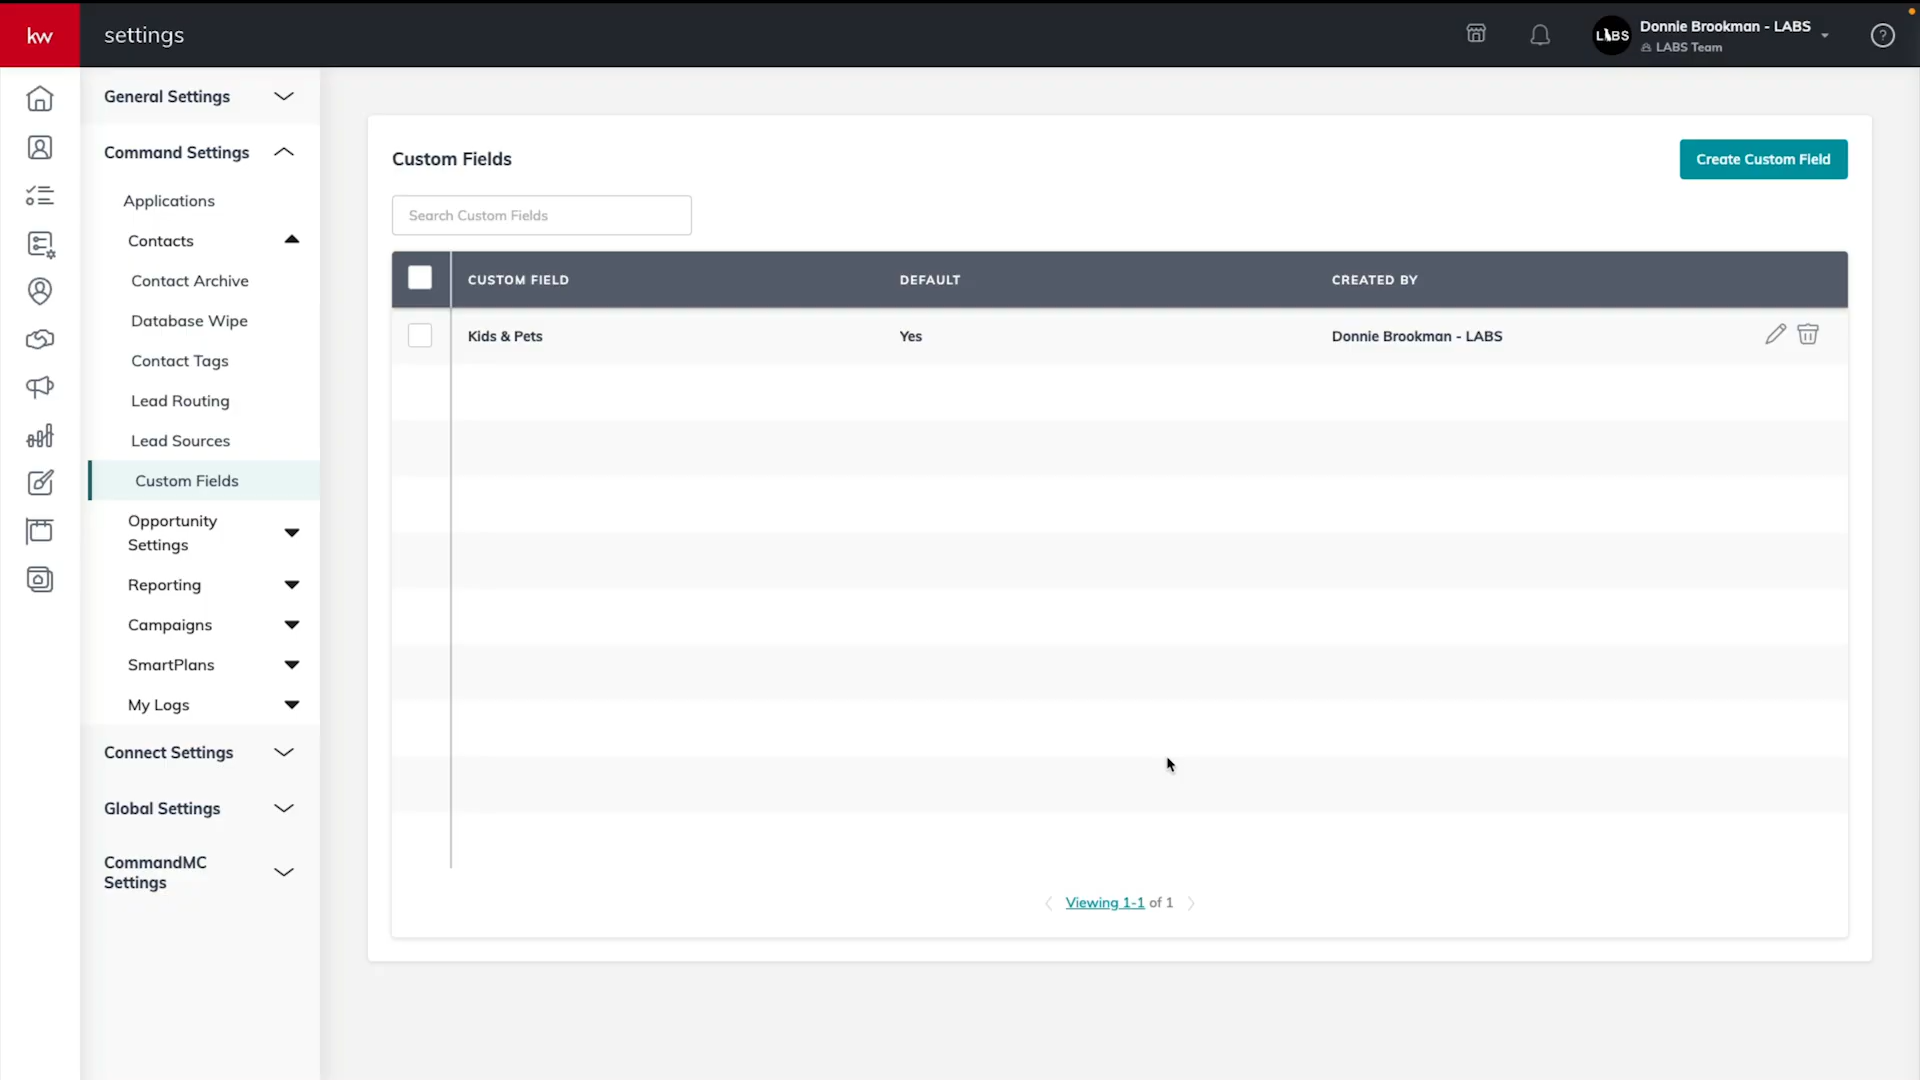 kw
settings
LABS
Donnie Brookman - LABS
LABS Team
?
General Settings
Command Settings
Applications
Contacts
Contact Archive
Database Wipe
Contact Tags
Lead Routing
Lead Sources
Custom Fields
Opportunity
Settings
Reporting
Campaigns
SmartPlans
My Logs
Connect Settings
Global Settings
CommandMC
Settings
Custom Fields
Create Custom Field
Search Custom Fields
CUSTOM FIELD DEFAULT CREATED BY
Kids & Pets Yes Donnie Brookman - LABS
Viewing 1-1 of 1